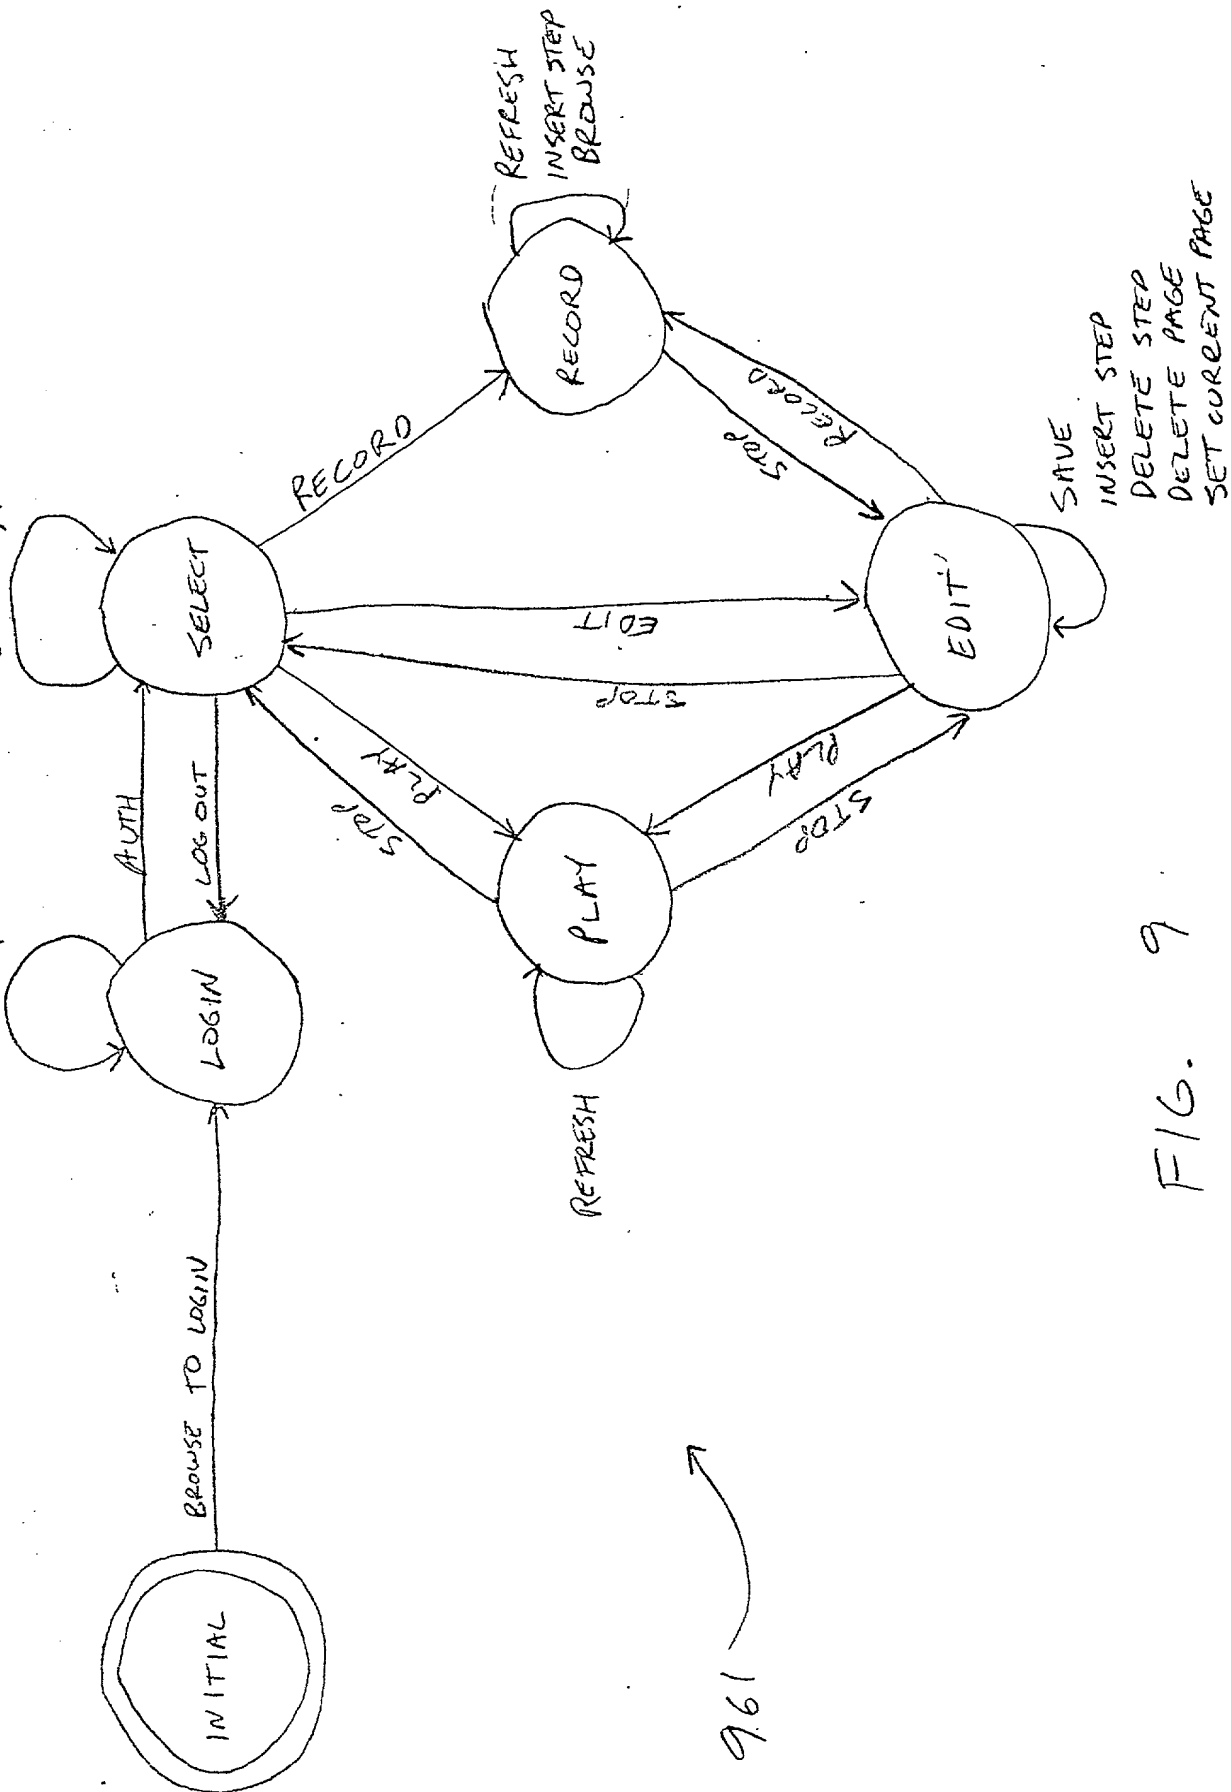 INITIAL
BROWSE TO LOGIN
LOGIN
AUTH
LOG OUT
SELECT
RECORD
PLAY
STOP
EDIT
STOP
REFRESH
INSERT STEP
BROWSE
RECORD
STOP
RECORD
REFRESH
PLAY
PLAY
STOP
EDIT
SAVE
INSERT STEP
DELETE STEP
DELETE PAGE
SET CURRENT PAGE
961
FIG. 9